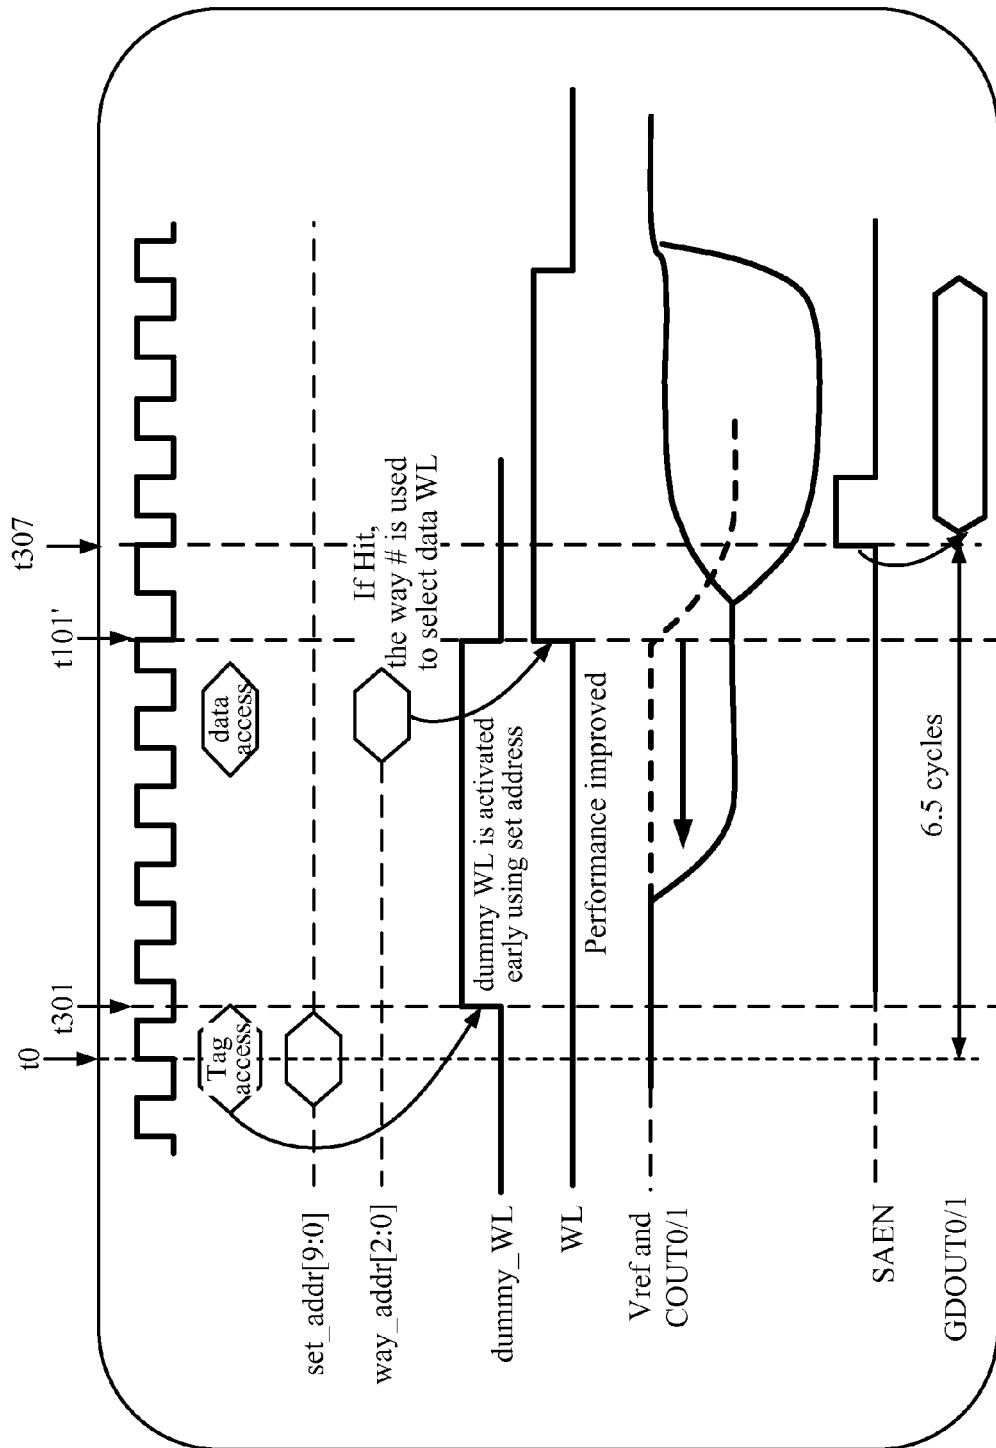 t0
t301
t101'
t307
Tag
access
data
access
set_addr[9:0]
way_addr[2:0]
If Hit,
the way # is used
to select data WL
dummy_WL
dummy WL is activated
early using set address
WL
Performance improved
Vref and
COUT0/1
SAEN
6.5 cycles
GDOUT0/1